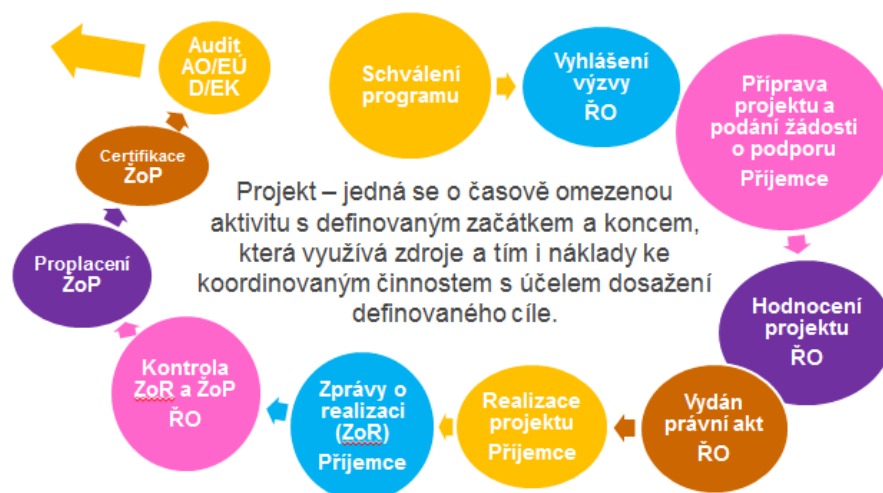 Schválení
programu
Vyhlášení
výzvy
ŘO
Příprava
projektu a
podání žádosti
o podporu
Příjemce
Hodnocení
projektu
ŘO
Vydán
právní akt
ŘO
Realizace
projektu
Příjemce
Zprávy o
realizaci
(ZoR)
Příjemce
Kontrola
ZoR a ŽoP
ŘO
Proplacení
ŽoP
Certifikace
ŽoP
Audit
AO/EÚ
D/EK
Projekt – jedná se o časově omezenou
aktivitu s definovaným začátkem a koncem,
která využívá zdroje a tím i náklady ke
koordinovaným činnostem s účelem dosažení
definovaného cíle.